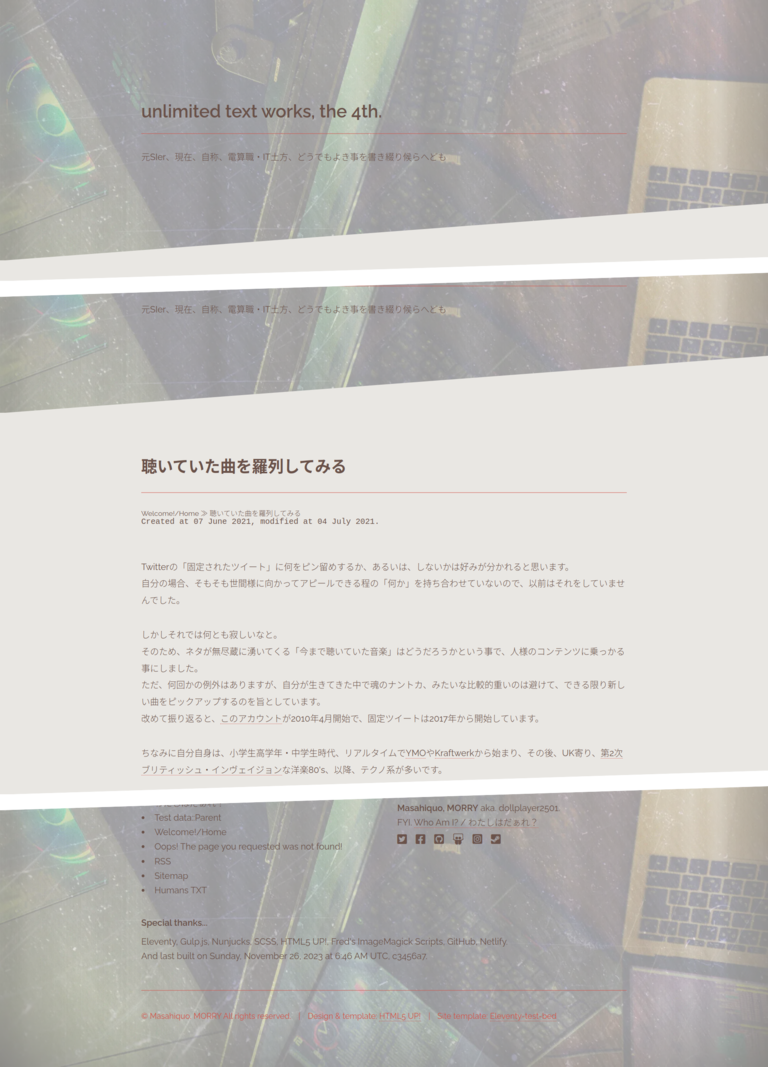 unlimited text works, the 4th.
元SIer、現在、自称、電算職・IT土方、どうでもよき事を書き綴り候らへども
元SIer、現在、自称、電算職・IT土方、どうでもよき事を書き綴り候らへども
聴いていた曲を羅列してみる
Welcome!/Home ≫ 聴いていた曲を羅列してみる
Created at 07 June 2021, modified at 04 July 2021.
Twitterの「固定されたツイート」に何をピン留めするか、あるいは、しないかは好みが分かれると思います。
自分の場合、そもそも世間様に向かってアピールできる程の「何か」を持ち合わせていないので、以前はそれをしていませ
んでした。
しかしそれでは何とも寂しいなと。
そのため、ネタが無尽蔵に湧いてくる「今まで聴いていた音楽」はどうだろうかという事で、人様のコンテンツに乗っかる
事にしました。
ただ、何回かの例外はありますが、自分が生きてきた中で魂のナントカ、みたいな比較的重いのは避けて、できる限り新し
い曲をピックアップするのを旨としています。
改めて振り返ると、このアカウントが2010年4月開始で、固定ツイートは2017年から開始しています。
ちなみに自分自身は、小学生高学年・中学生時代、リアルタイムでYMOやKraftwerkから始まり、その後、UK寄り、第2次
ブリティッシュ・インヴェイジョンな洋楽80's、以降、テクノ系が多いです。
Test data: Parent
Welcome!/Home
Oops! The page you requested was not found!
RSS
Sitemap
Humans TXT
Masahiquo, MORRY aka. dollplayer2501.
FYI. Who Am I!? / わたしはだぁれ？
Special thanks...
Eleventy, Gulp.js, Nunjucks, SCSS, HTML5 UP!, Fred's ImageMagick Scripts, GitHub, Netlify.
And last built on Sunday, November 26, 2023 at 6:46 AM UTC, c3456a7.
© Masahiquo, MORRY All rights reserved | Design & template: HTML5 UP! | Site template: Eleventy-test-bed